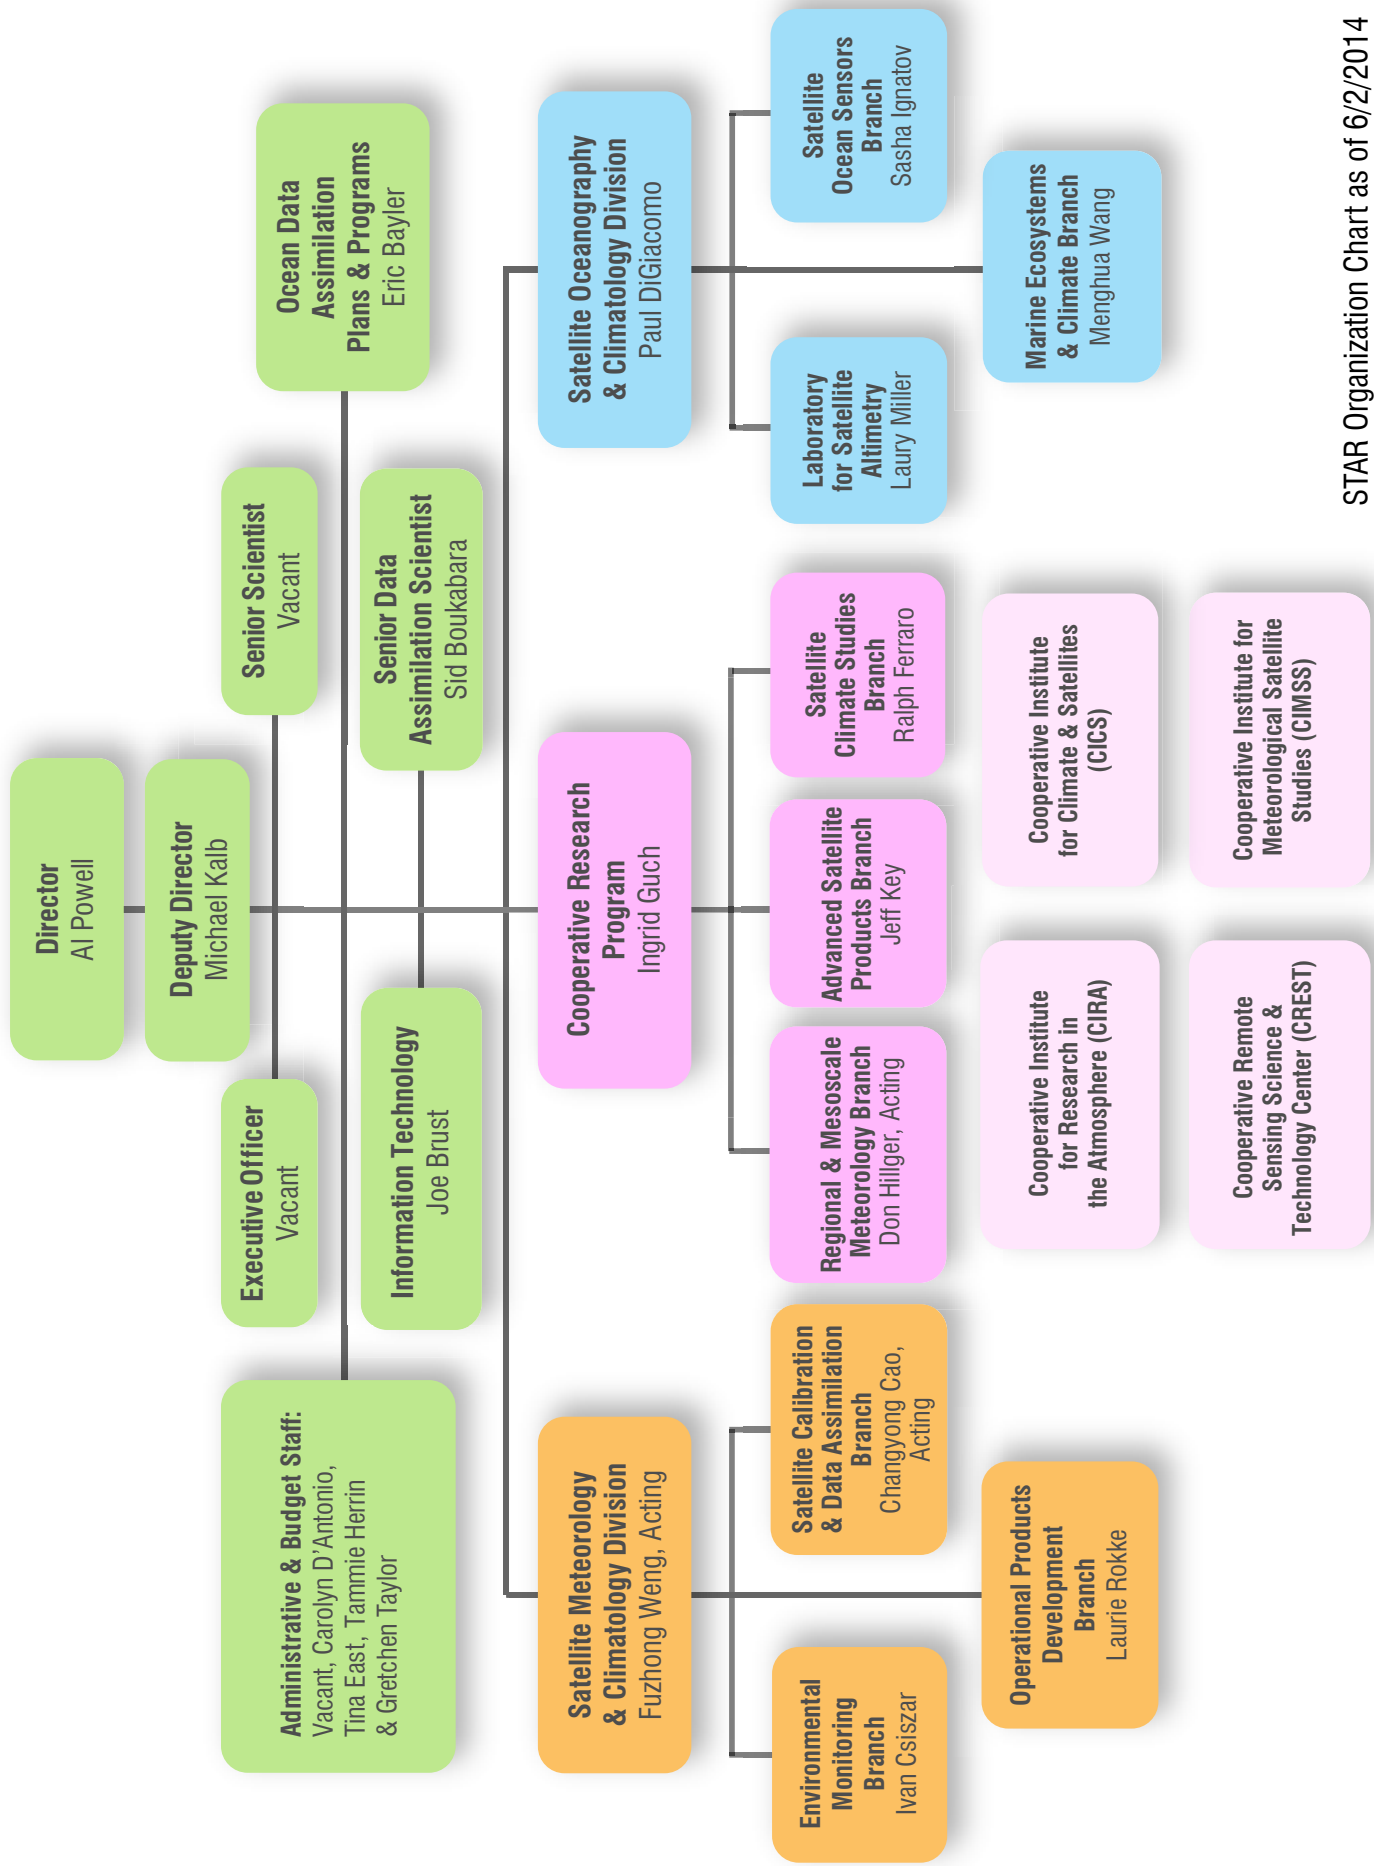 Director
Al Powell
Deputy Director
Michael Kalb
Executive Officer
Vacant
Senior Scientist
Vacant
Administrative & Budget Staff:
Vacant, Carolyn D’Antonio,
Tina East, Tammie Herrin
& Gretchen Taylor
Ocean Data
Assimilation
Plans & Programs
Eric Bayler
Information Technology
Joe Brust
Senior Data
Assimilation Scientist
Sid Boukabara
Satellite Meteorology
& Climatology Division
Fuzhong Weng, Acting
Cooperative Research
Program
Ingrid Guch
Satellite Oceanography
& Climatology Division
Paul DiGiacomo
Environmental
Monitoring
Branch
Ivan Csiszar
Satellite Calibration
& Data Assimilation
Branch
Changyong Cao,
Acting
Operational Products
Development
Branch
Laurie Rokke
Regional & Mesoscale
Meteorology Branch
Don Hillger, Acting
Advanced Satellite
Products Branch
Jeff Key
Satellite
Climate Studies
Branch
Ralph Ferraro
Cooperative Institute
for Research in
the Atmosphere (CIRA)
Cooperative Institute
for Climate & Satellites
(CICS)
Cooperative Remote
Sensing Science &
Technology Center (CREST)
Cooperative Institute for
Meteorological Satellite
Studies (CIMSS)
Laboratory
for Satellite
Altimetry
Laury Miller
Satellite
Ocean Sensors
Branch
Sasha Ignatov
Marine Ecosystems
& Climate Branch
Menghua Wang
STAR Organization Chart as of 6/2/2014